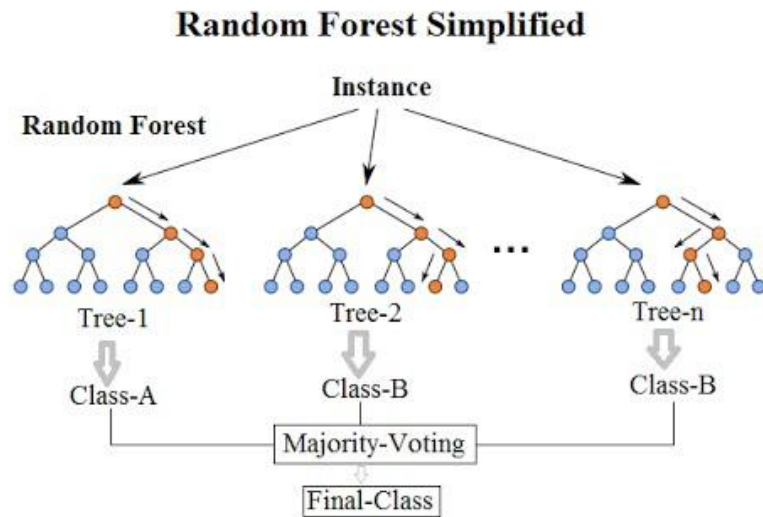 Random Forest Simplified
Instance
Random Forest
...
Tree-1
Tree-2
Tree-n
Class-A
Class-B
Class-B
Majority-Voting
Final-Class